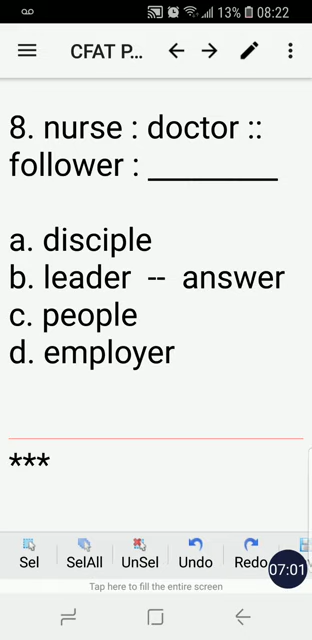 13% 08:22
CFAT P...
8. nurse : doctor ::
follower : __________
a. disciple
b. leader -- answer
c. people
d. employer
***
Sel SelAll UnSel Undo Redo
07:01
Tap here to fill the entire screen